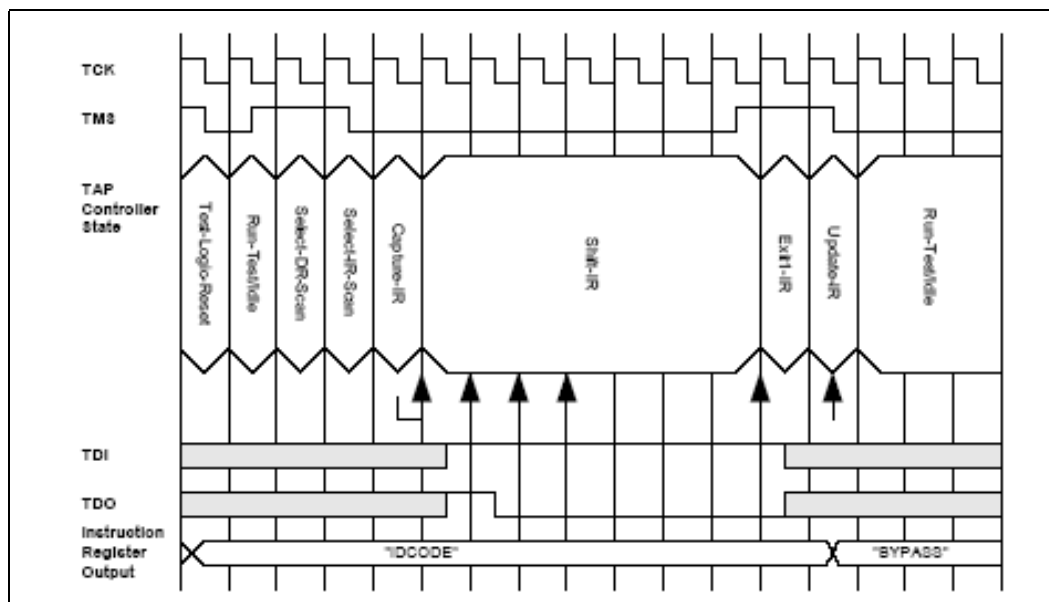 TCK
TMS
TAP
Controller
State
Test-Logic-Reset
Run-Test/Idle
Select-DR-Scan
Select-IR-Scan
Capture-IR
Shift-IR
Exit1-IR
Update-IR
Run-Test/Idle
TDI
TDO
Instruction
Register
Output
"IDCODE"
"BYPASS"